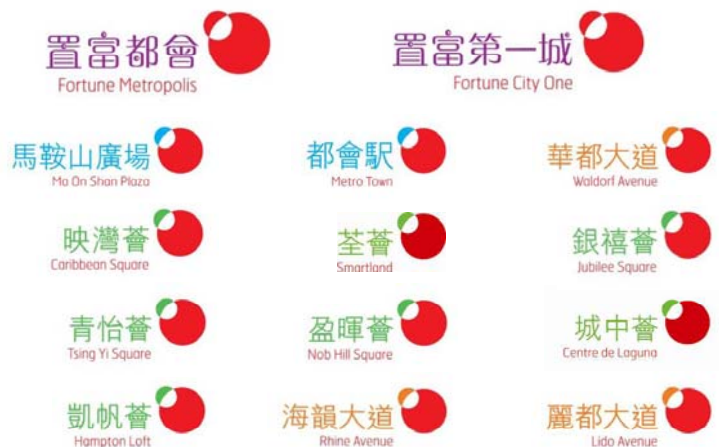 置富都會
Fortune Metropolis
置富第一城
Fortune City One
馬鞍山廣場
Ma On Shan Plaza
都會駅
Metro Town
華都大道
Waldorf Avenue
映灣薈
Caribbean Square
荃薈
Smartland
銀禧薈
Jubilee Square
青怡薈
Tsing Yi Square
盈暉薈
Nob Hill Square
城中薈
Centre de Laguna
凱帆薈
Hampton Loft
海韻大道
Rhine Avenue
麗都大道
Lido Avenue